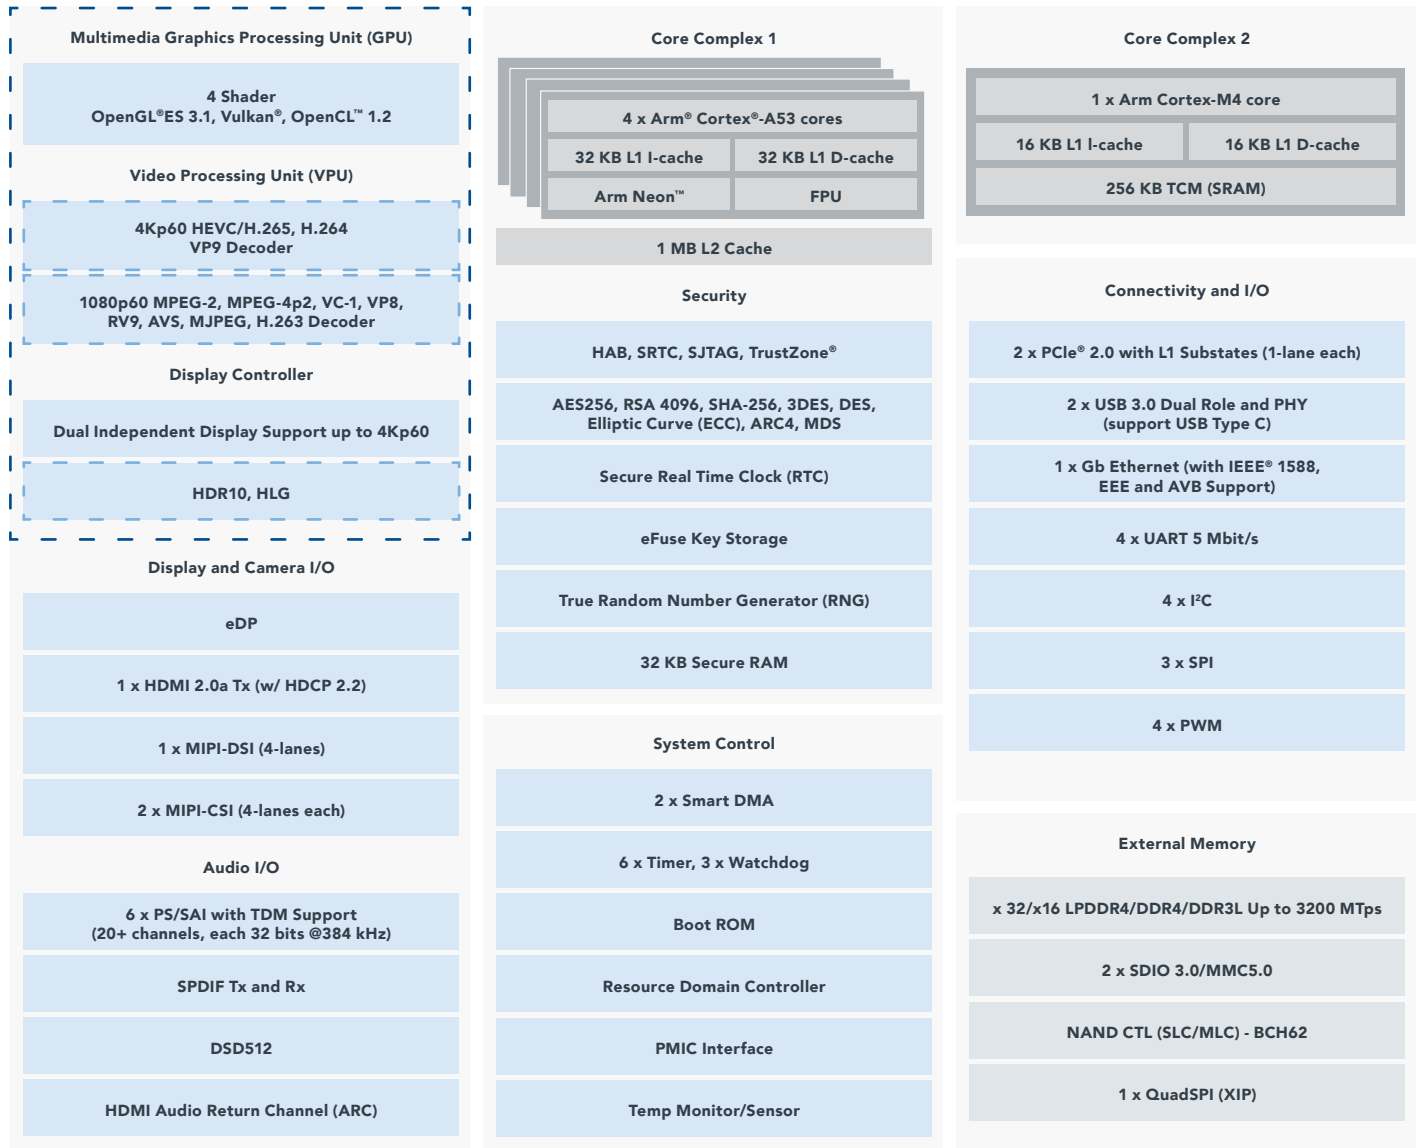 Multimedia Graphics Processing Unit (GPU)
4 Shader
OpenGL®ES 3.1, Vulkan®, OpenCL™ 1.2
Video Processing Unit (VPU)
4Kp60 HEVC/H.265, H.264
VP9 Decoder
1080p60 MPEG-2, MPEG-4p2, VC-1, VP8,
RV9, AVS, MJPEG, H.263 Decoder
Display Controller
Dual Independent Display Support up to 4Kp60
HDR10, HLG
Display and Camera I/O
eDP
1 x HDMI 2.0a Tx (w/ HDCP 2.2)
1 x MIPI-DSI (4-lanes)
2 x MIPI-CSI (4-lanes each)
Audio I/O
6 x PS/SAI with TDM Support
(20+ channels, each 32 bits @384 kHz)
SPDIF Tx and Rx
DSD512
HDMI Audio Return Channel (ARC)
Core Complex 1
4 x Arm® Cortex®-A53 cores
32 KB L1 I-cache
32 KB L1 D-cache
Arm Neon™
FPU
1 MB L2 Cache
Security
HAB, SRTC, SJTAG, TrustZone®
AES256, RSA 4096, SHA-256, 3DES, DES,
Elliptic Curve (ECC), ARC4, MDS
Secure Real Time Clock (RTC)
eFuse Key Storage
True Random Number Generator (RNG)
32 KB Secure RAM
System Control
2 x Smart DMA
6 x Timer, 3 x Watchdog
Boot ROM
Resource Domain Controller
PMIC Interface
Temp Monitor/Sensor
Core Complex 2
1 x Arm Cortex-M4 core
16 KB L1 I-cache
16 KB L1 D-cache
256 KB TCM (SRAM)
Connectivity and I/O
2 x PCIe® 2.0 with L1 Substates (1-lane each)
2 x USB 3.0 Dual Role and PHY
(support USB Type C)
1 x Gb Ethernet (with IEEE® 1588,
EEE and AVB Support)
4 x UART 5 Mbit/s
4 x I²C
3 x SPI
4 x PWM
External Memory
x 32/x16 LPDDR4/DDR4/DDR3L Up to 3200 MTps
2 x SDIO 3.0/MMC5.0
NAND CTL (SLC/MLC) - BCH62
1 x QuadSPI (XIP)